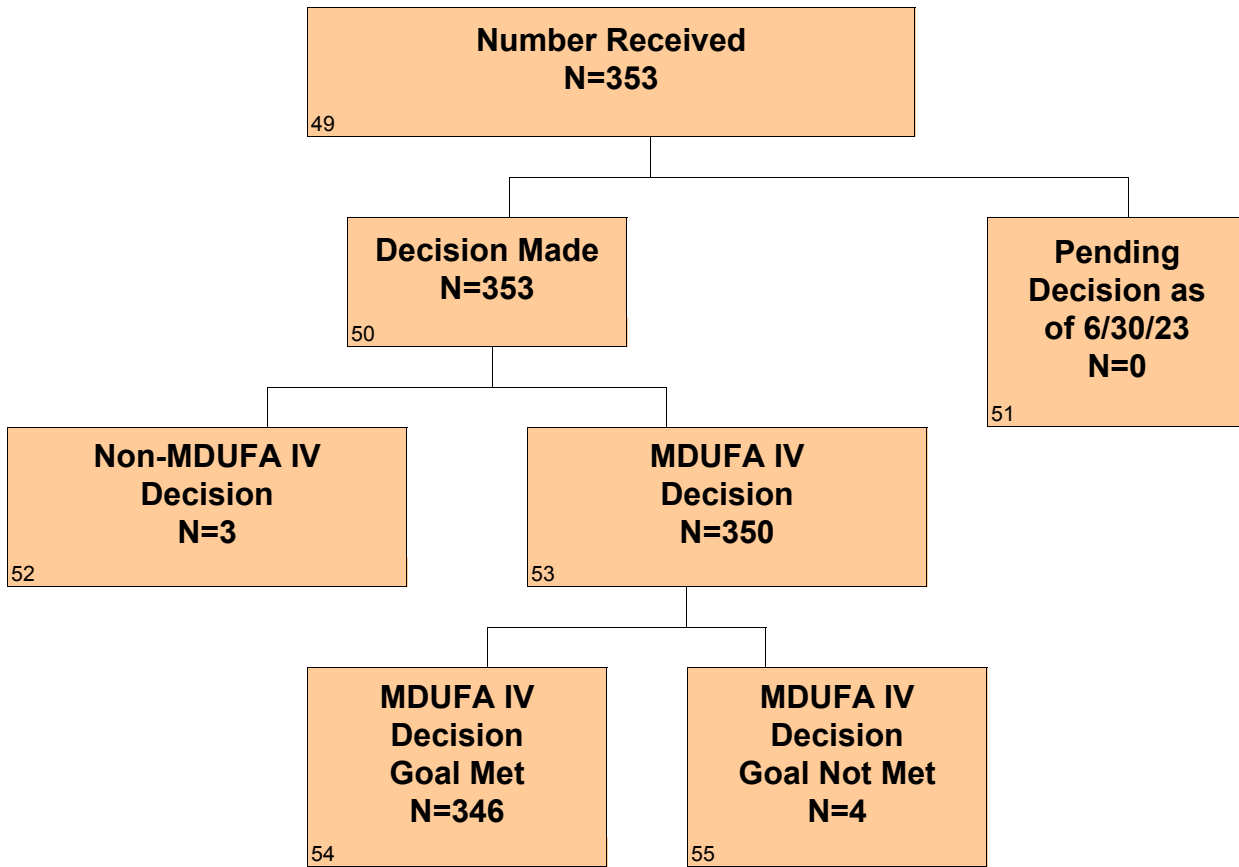 Number Received
N=353
49
Decision Made
N=353
50
Pending
Decision as
of 6/30/23
N=0
51
Non-MDUFA IV
Decision
N=3
52
MDUFA IV
Decision
N=350
53
MDUFA IV
Decision
Goal Met
N=346
54
MDUFA IV
Decision
Goal Not Met
N=4
55